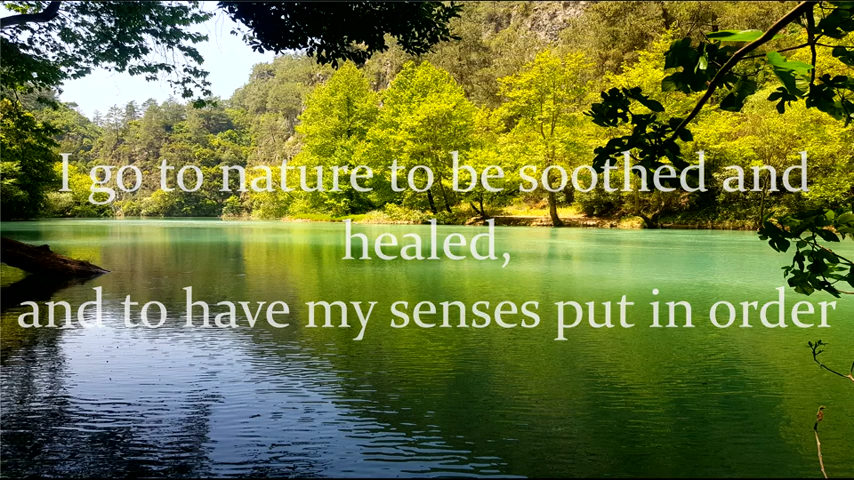 I go to nature to be soothed and
healed,
and to have my senses put in order